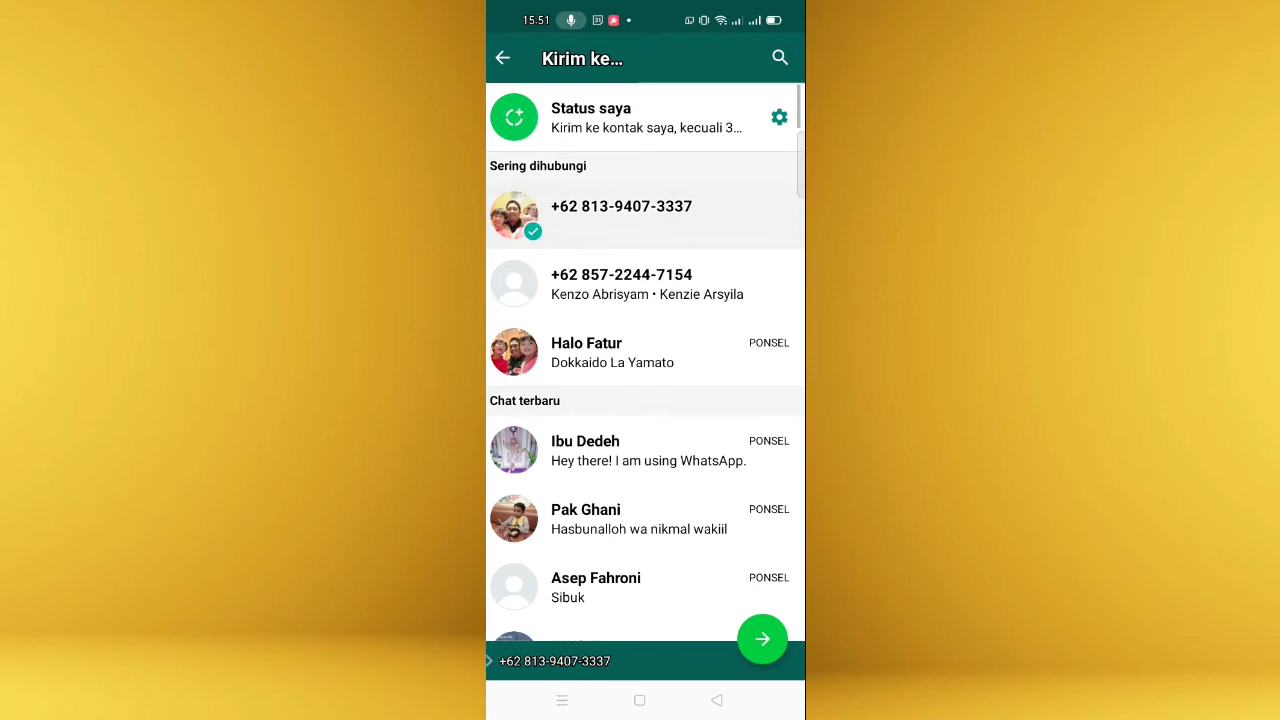 15.51
31
Kirim ke...
Status saya
Kirim ke kontak saya, kecuali 3...
Sering dihubungi
+62 813-9407-3337
+62 857-2244-7154
Kenzo Abrisyam • Kenzie Arsyila
Halo Fatur PONSEL
Dokkaido La Yamato
Chat terbaru
Ibu Dedeh PONSEL
Hey there! I am using WhatsApp.
Pak Ghani PONSEL
Hasbunalloh wa nikmal wakiil
Asep Fahroni PONSEL
Sibuk
+62 813-9407-3337